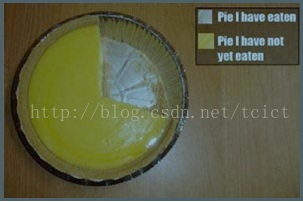 Pie I have eaten
Pie I have not
yet eaten
http://blog.csdn.net/tcict